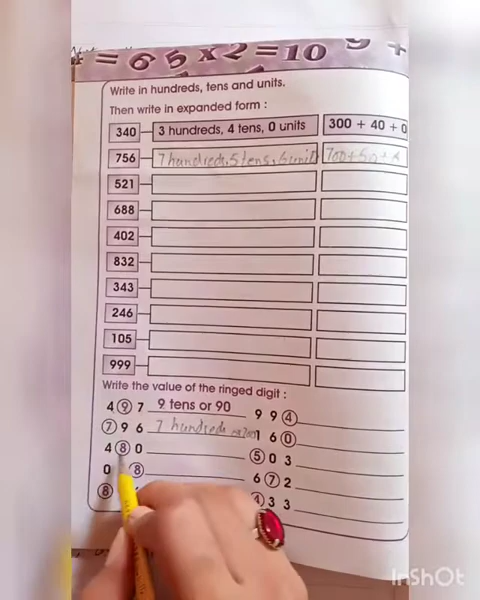 = 6 5 x 2 = 10 9 +
Write in hundreds, tens and units.
Then write in expanded form :
340 3 hundreds, 4 tens, 0 units 300 + 40 + 0
756 7 hundreds, 5 tens, 6 units 700 + 50 + 6
521
688
402
832
343
246
105
999
Write the value of the ringed digit :
4 9 7 9 tens or 90 9 9 4
7 9 6 7 hundreds or 700 1 6 0
4 8 0 5 0 3
0 8 6 7 2
8 4 3 3
InShOt